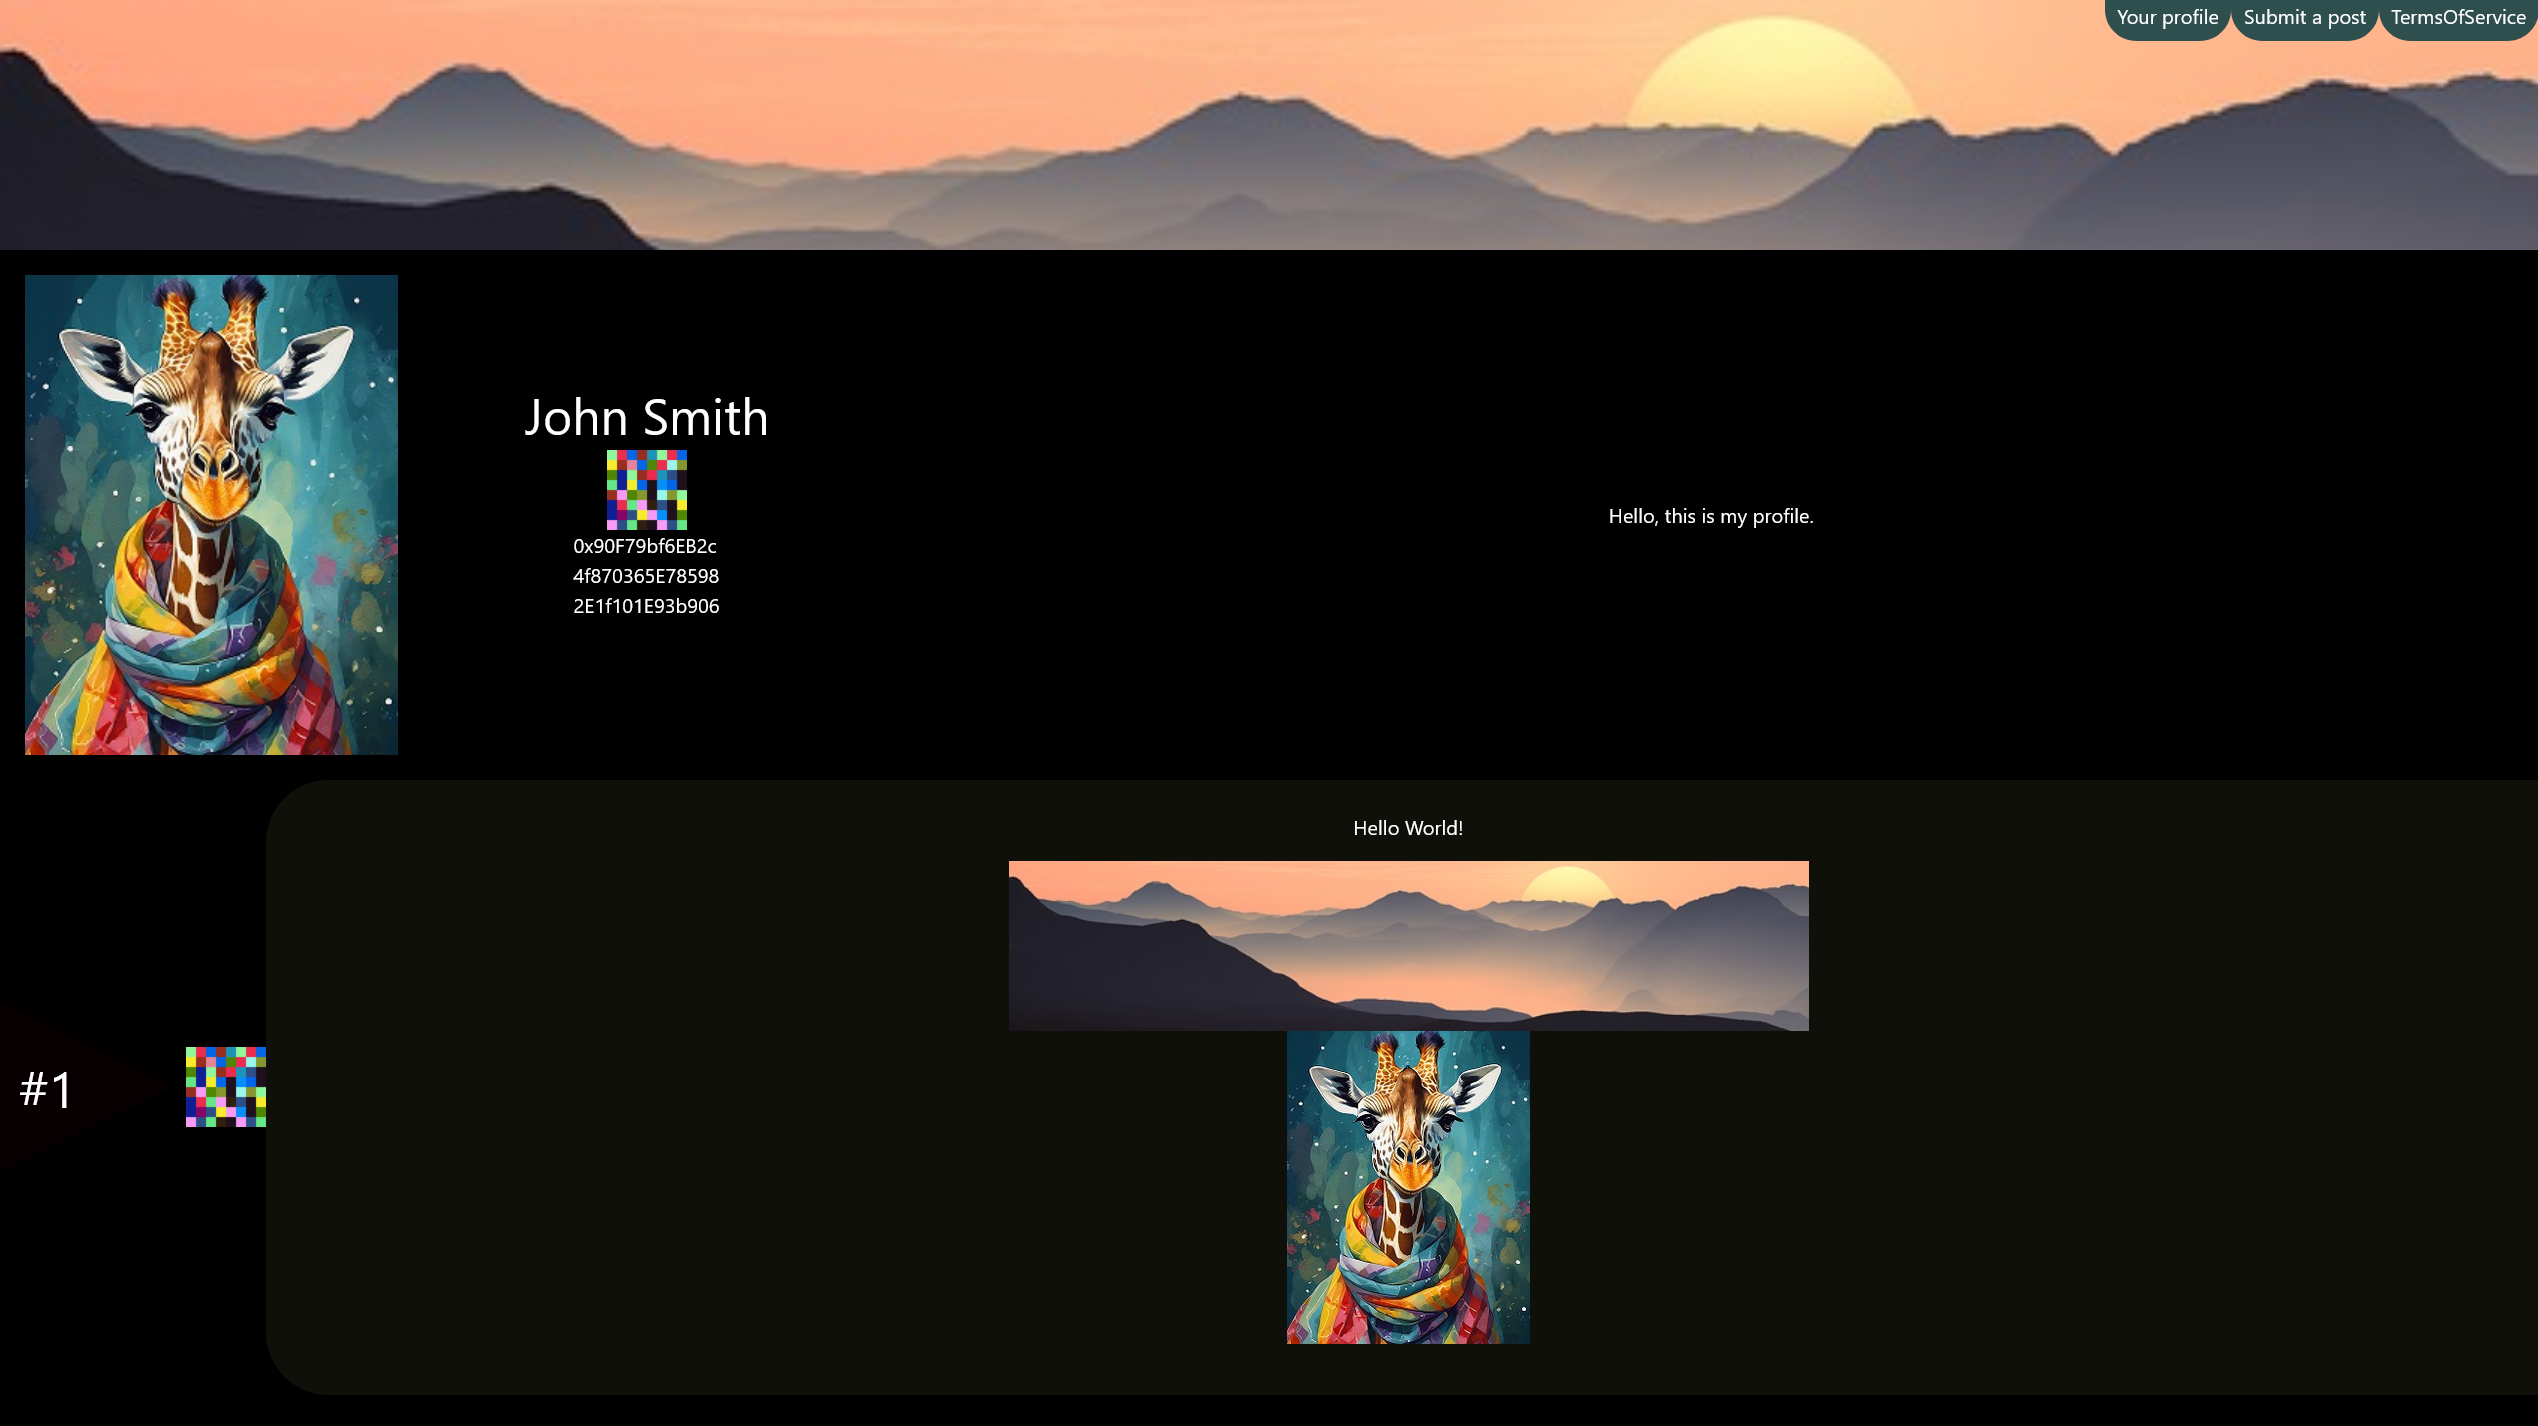 Your profile
Submit a post
TermsOfService
John Smith
0x90F79bf6EB2c
4f870365E78598
2E1f101E93b906
Hello, this is my profile.
Hello World!
#1